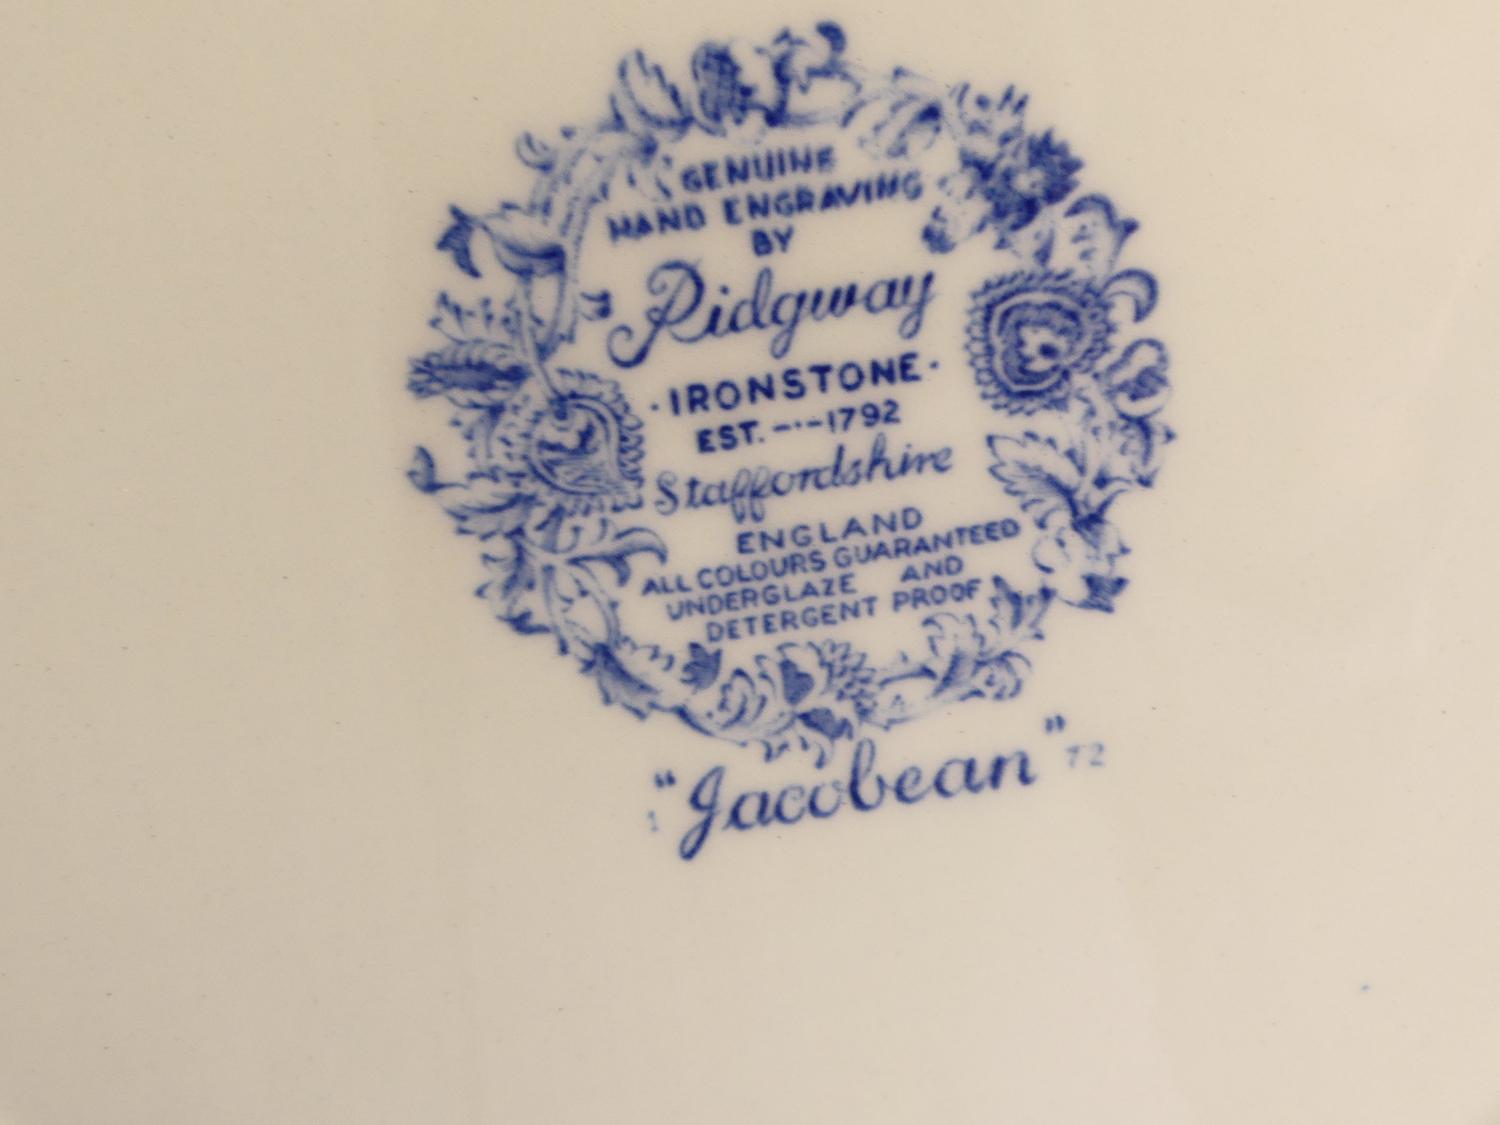 GENUINE
HAND ENGRAVING
BY
Ridgway
·IRONSTONE·
EST.-·-1792
Staffordshire
ENGLAND
ALL COLOURS GUARANTEED
UNDERGLAZE AND
DETERGENT PROOF
"Jacobean"
1 72